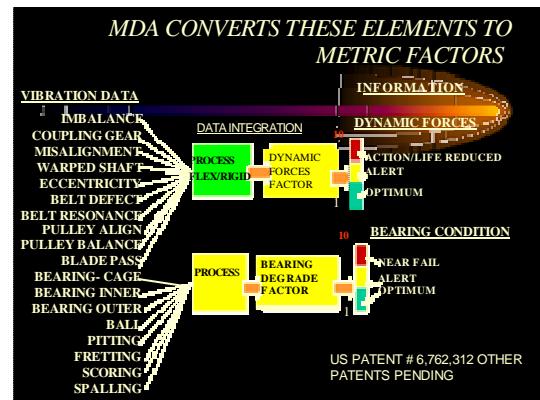 MDA CONVERTS THESE ELEMENTS TO
METRIC FACTORS
VIBRATION DATA
IMBALANCE
COUPLING GEAR
MISALIGNMENT
WARPED SHAFT
ECCENTRICITY
BELT DEFECT
BELT RESONANCE
PULLEY ALIGN
PULLEY BALANCE
BLADE PASS
BEARING- CAGE
BEARING INNER
BEARING OUTER
BALL
PITTING
FRETTING
SCORING
SPALLING
DATA INTEGRATION
PROCESS
FLEX/RIGID
DYNAMIC
FORCES
FACTOR
INFORMATION
DYNAMIC FORCES
10
ACTION/LIFE REDUCED
ALERT
OPTIMUM
1
PROCESS
BEARING
DEGRADE
FACTOR
BEARING CONDITION
10
NEAR FAIL
ALERT
OPTIMUM
1
US PATENT # 6,762,312 OTHER
PATENTS PENDING